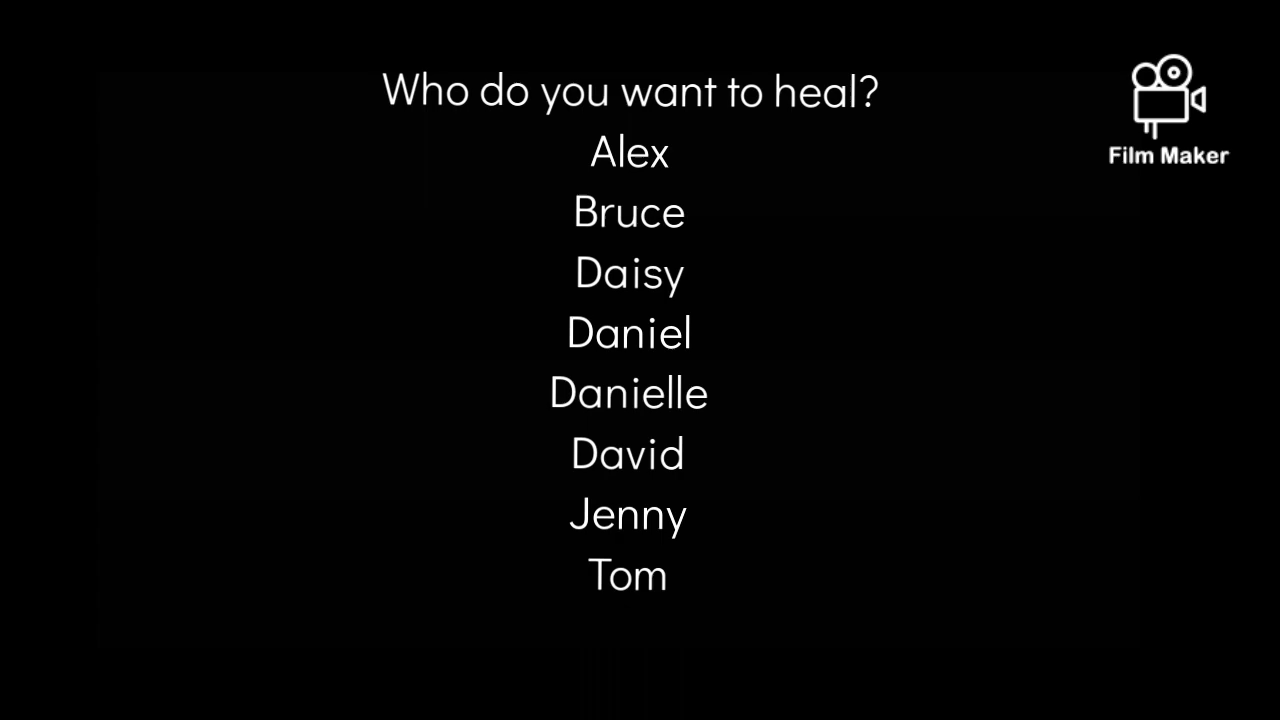 Who do you want to heal?
Alex
Bruce
Daisy
Daniel
Danielle
David
Jenny
Tom
Film Maker